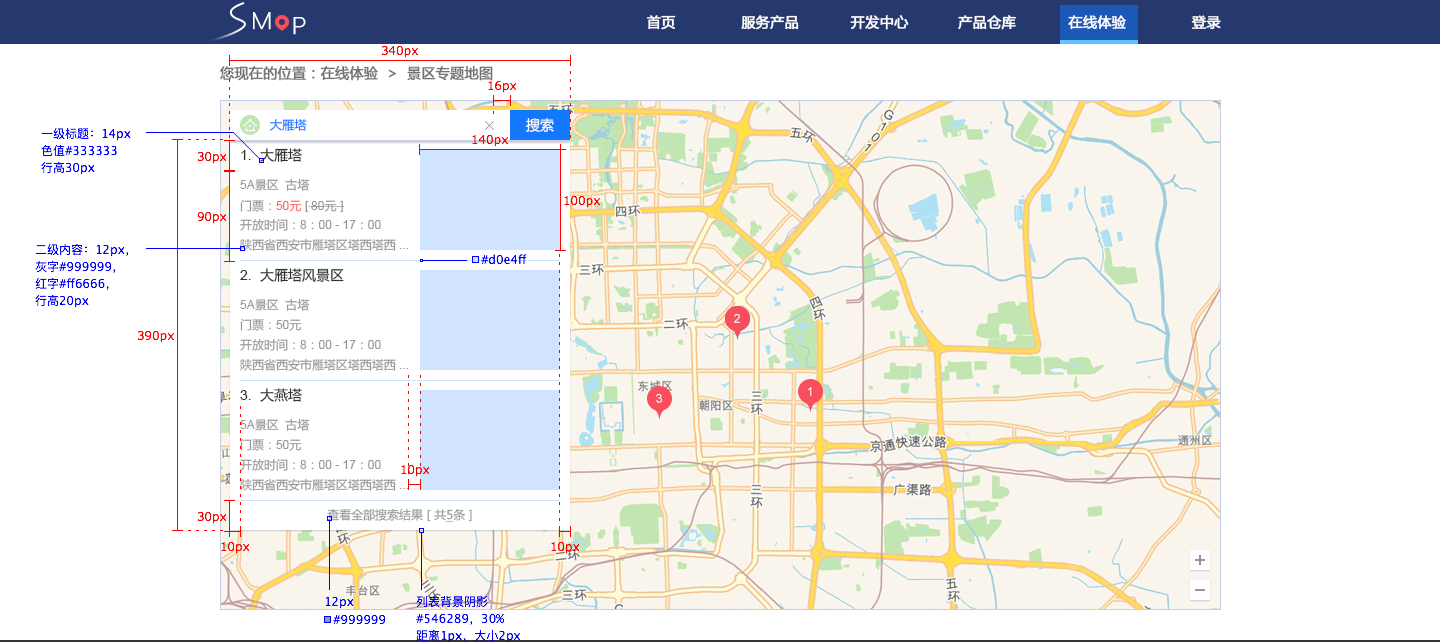 SMOP
首页
服务产品
开发中心
产品仓库
在线体验
登录
340px
您现在的位置：在线体验 > 景区专题地图
16px
大雁塔
搜索
140px
一级标题：14px
色值#333333
行高30px
30px
1. 大雁塔
5A景区 古塔
门票：50元 [ 80元 ]
开放时间：8：00 - 17：00
陕西省西安市雁塔区塔西塔西 ...
100px
90px
二级内容：12px，
灰字#999999，
红字#ff6666，
行高20px
#d0e4ff
2. 大雁塔风景区
5A景区 古塔
门票：50元
开放时间：8：00 - 17：00
陕西省西安市雁塔区塔西塔西 ...
390px
3. 大燕塔
5A景区 古塔
门票：50元
开放时间：8：00 - 17：00
陕西省西安市雁塔区塔西塔西 ...
10px
30px
查看全部搜索结果 [ 共5条 ]
10px
10px
12px
#999999
列表背景阴影
#546289，30%
距离1px，大小2px
五环
五环
G101
四环
三环
四环
二环
2
东城区
1
3
朝阳区
三环
京通快速公路
通州区
三环
广渠路
二环
环
丰台区
三环
三环
五环